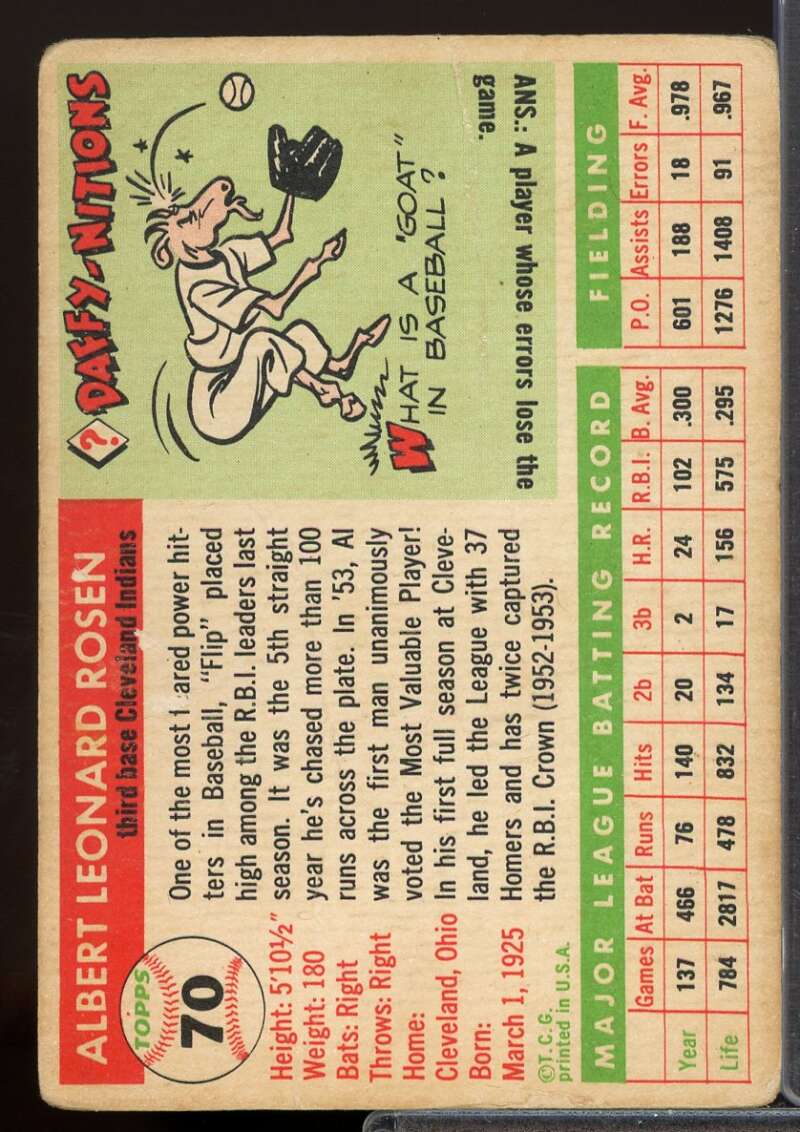 TOPPS
70
ALBERT LEONARD ROSEN
third base Cleveland Indians
Height: 5'10½"
Weight: 180
Bats: Right
Throws: Right
Home:
Cleveland, Ohio
Born:
March 1, 1925
© T.C.G.
printed in U.S.A.
One of the most f ared power hit-
ters in Baseball, "Flip" placed
high among the R.B.I. leaders last
season. It was the 5th straight
year he's chased more than 100
runs across the plate. In '53, Al
was the first man unanimously
voted the Most Valuable Player!
In his first full season at Cleve-
land, he led the League with 37
Homers and has twice captured
the R.B.I. Crown (1952-1953).
? DAFFY-NITIONS
WHAT IS A "GOAT"
IN BASEBALL?
ANS.: A player whose errors lose the
game.
MAJOR LEAGUE BATTING RECORD FIELDING
Games At Bat Runs Hits 2b 3b H.R. R.B.I. B. Avg. P.O. Assists Errors F. Avg.
Year 137 466 76 140 20 2 24 102 .300 601 188 18 .978
Life 784 2817 478 832 134 17 156 575 .295 1276 1408 91 .967